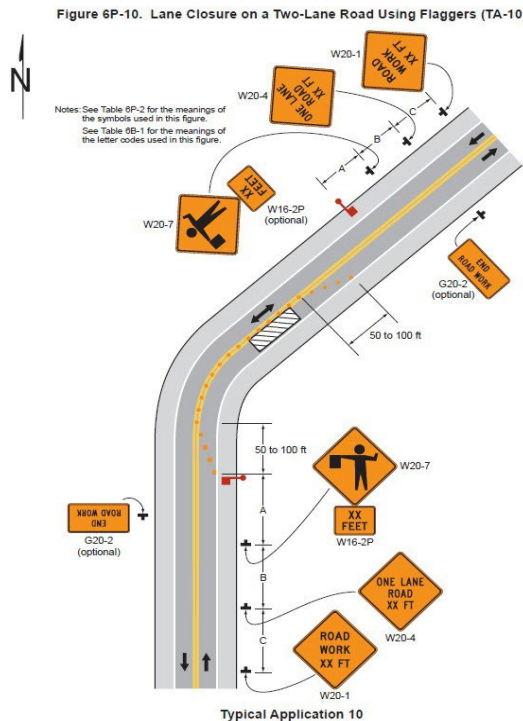 Figure 6P-10. Lane Closure on a Two-Lane Road Using Flaggers (TA-10
N
Notes: See Table 6P-2 for the meanings of
the symbols used in this figure.
See Table 6B-1 for the meanings of
the letter codes used in this figure.
W20-1
ROAD
WORK
XX FT
W20-4
ONE LANE
ROAD
XX FT
C
B
A
XX
FEET
W16-2P
(optional)
W20-7
END
ROAD WORK
G20-2
(optional)
50 to 100 ft
50 to 100 ft
W20-7
XX
FEET
W16-2P
A
END
ROAD WORK
G20-2
(optional)
B
ONE LANE
ROAD
XX FT
W20-4
C
ROAD
WORK
XX FT
W20-1
Typical Application 10